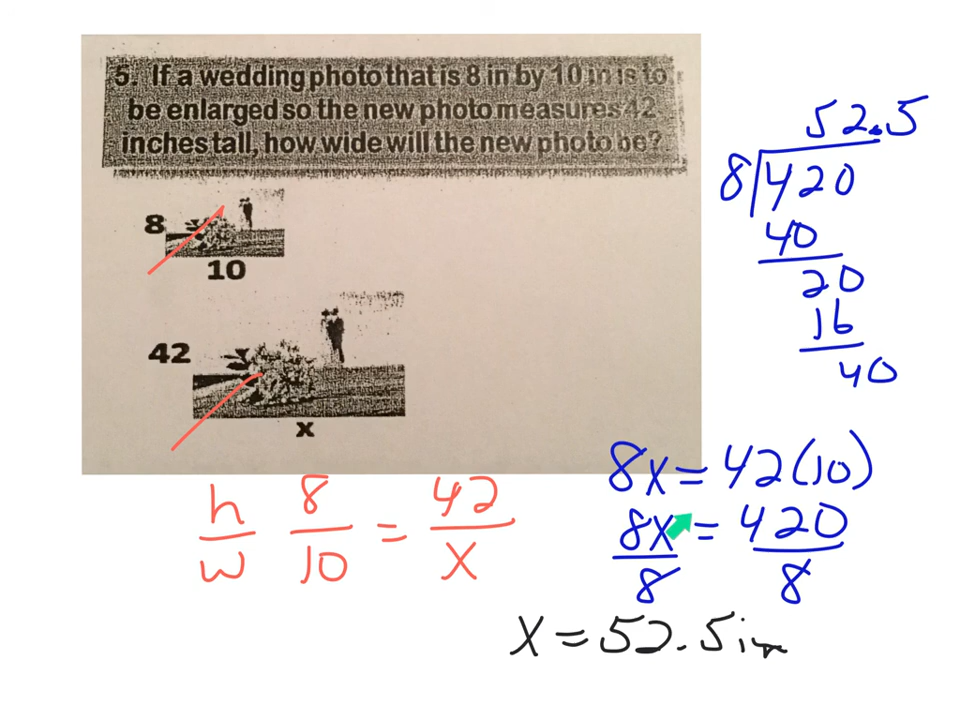 5. If a wedding photo that is 8 in by 10 in is to
be enlarged so the new photo measures 42
inches tall, how wide will the new photo be?
8
10
42
x
h/w 8/10 = 42/x
52.5
8 420
40
20
16
40
8x = 42(10)
8x/8 = 420/8
x = 52.5 in